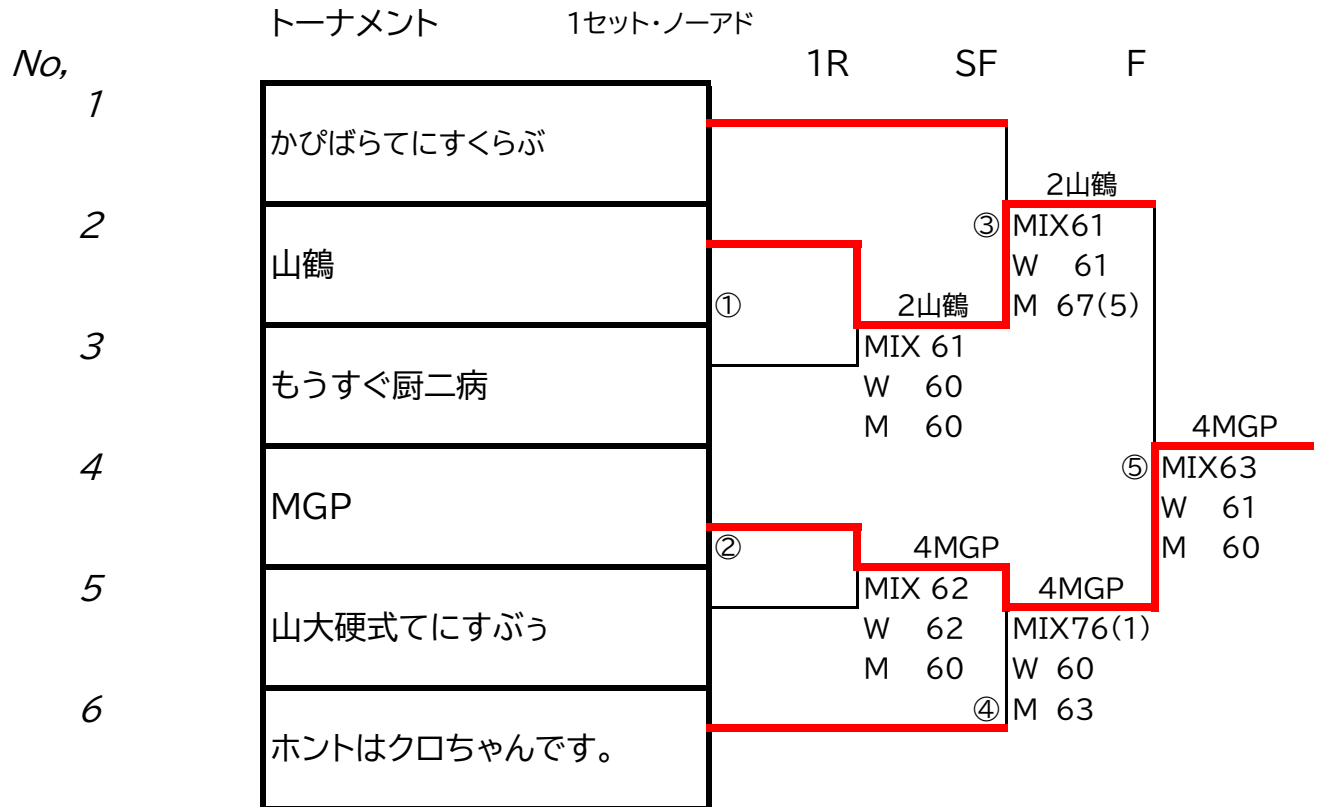 トーナメント 1セット・ノーアド
No, 1R SF F
1
かぴばらてにすくらぶ
2山鶴
2
③ MIX61
山鶴
W 61
① 2山鶴 M 67(5)
3
MIX 61
もうすぐ厨二病
W 60
M 60
4MGP
4
⑤ MIX63
MGP
W 61
② 4MGP M 60
5
MIX 62 4MGP
山大硬式てにすぶぅ
W 62 MIX76(1)
M 60 W 60
6
④ M 63
ホントはクロちゃんです。